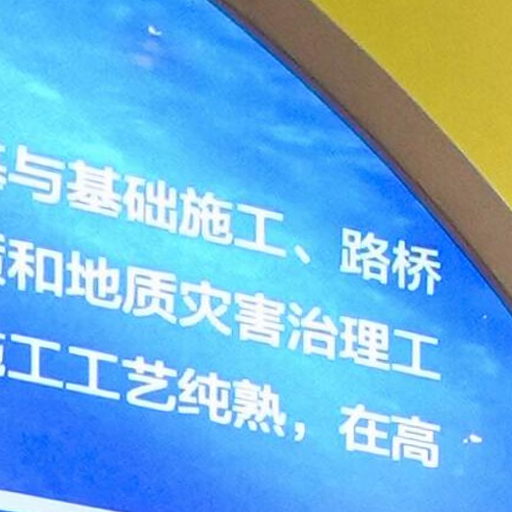 与基础施工、路桥
和地质灾害治理工
工工艺纯熟，在高